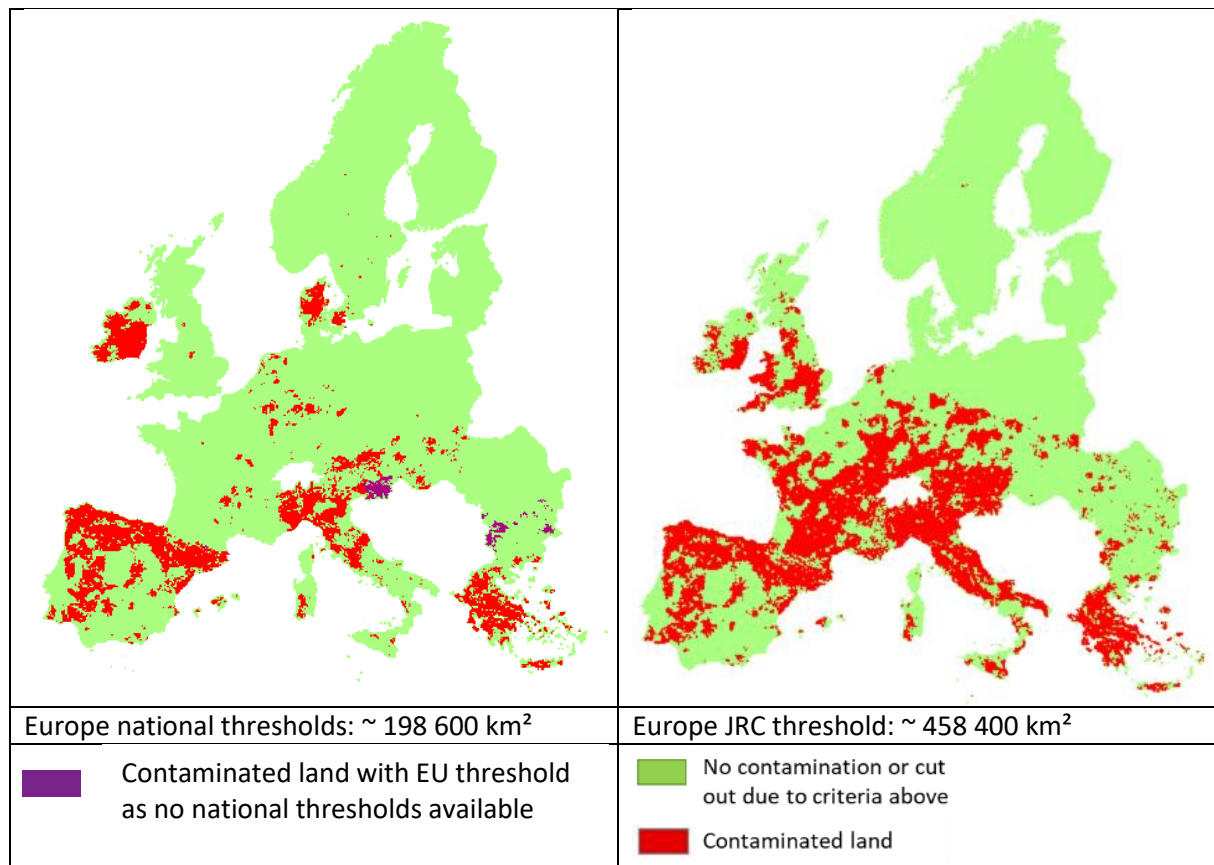 Europe national thresholds: ~ 198 600 km²
Europe JRC threshold: ~ 458 400 km²
Contaminated land with EU threshold
as no national thresholds available
No contamination or cut
out due to criteria above
Contaminated land